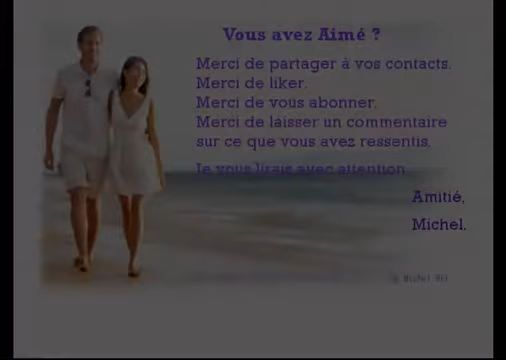 Vous avez Aimé ?
Merci de partager à vos contacts.
Merci de liker.
Merci de vous abonner.
Merci de laisser un commentaire
sur ce que vous avez ressentis.
Je vous lirais avec attention
Amitié,
Michel.